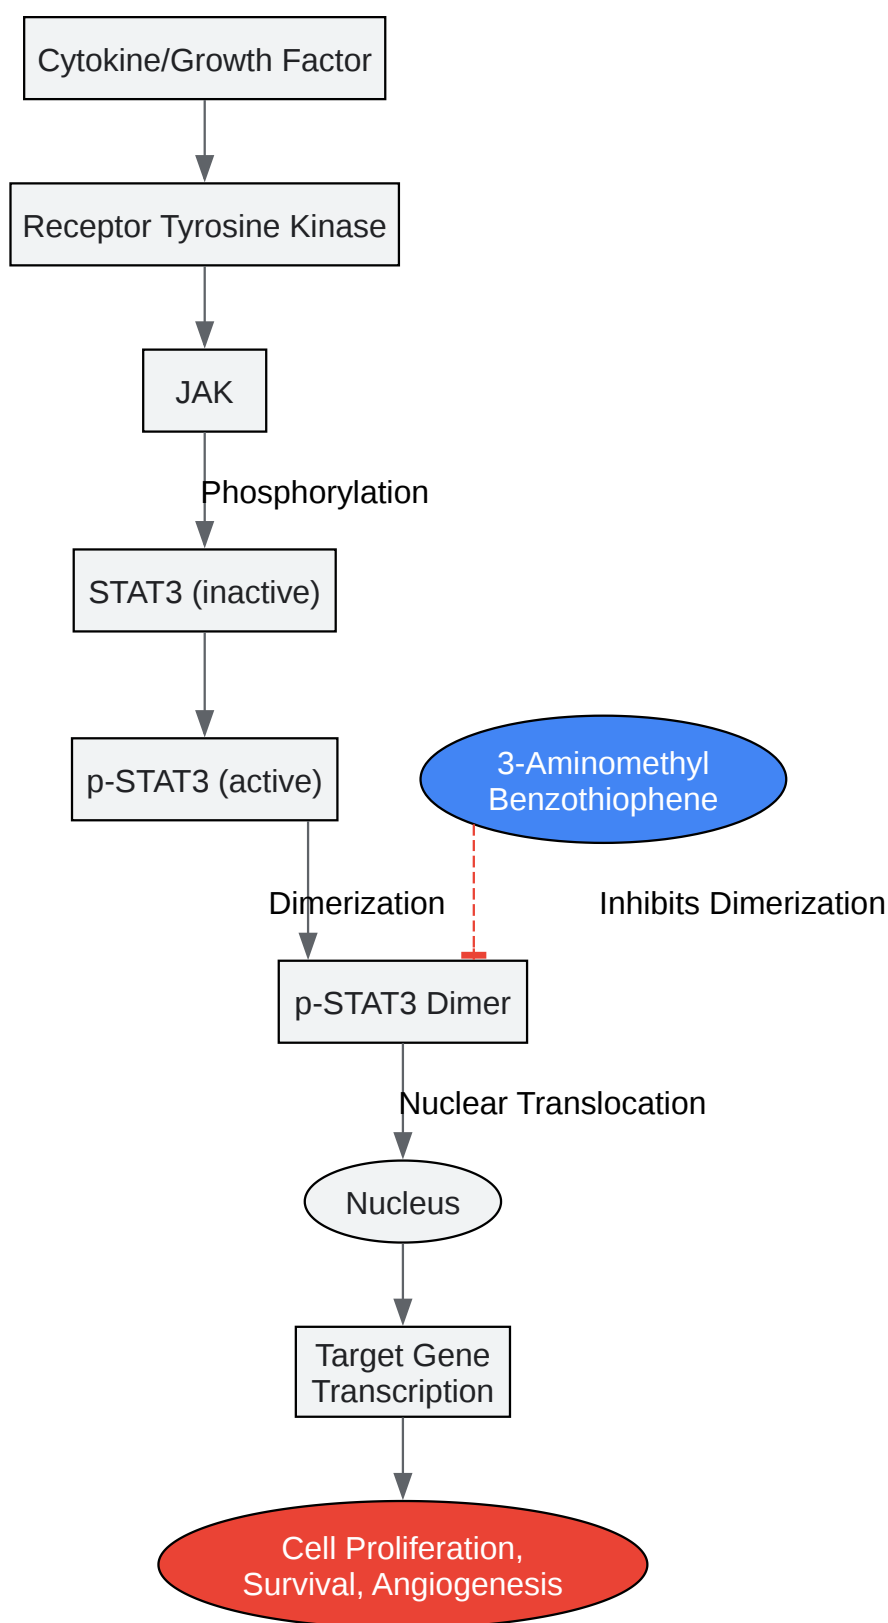 Cytokine/Growth Factor
Receptor Tyrosine Kinase
JAK
Phosphorylation
STAT3 (inactive)
p-STAT3 (active)
3-Aminomethyl
Benzothiophene
Dimerization
Inhibits Dimerization
p-STAT3 Dimer
Nuclear Translocation
Nucleus
Target Gene
Transcription
Cell Proliferation,
Survival, Angiogenesis